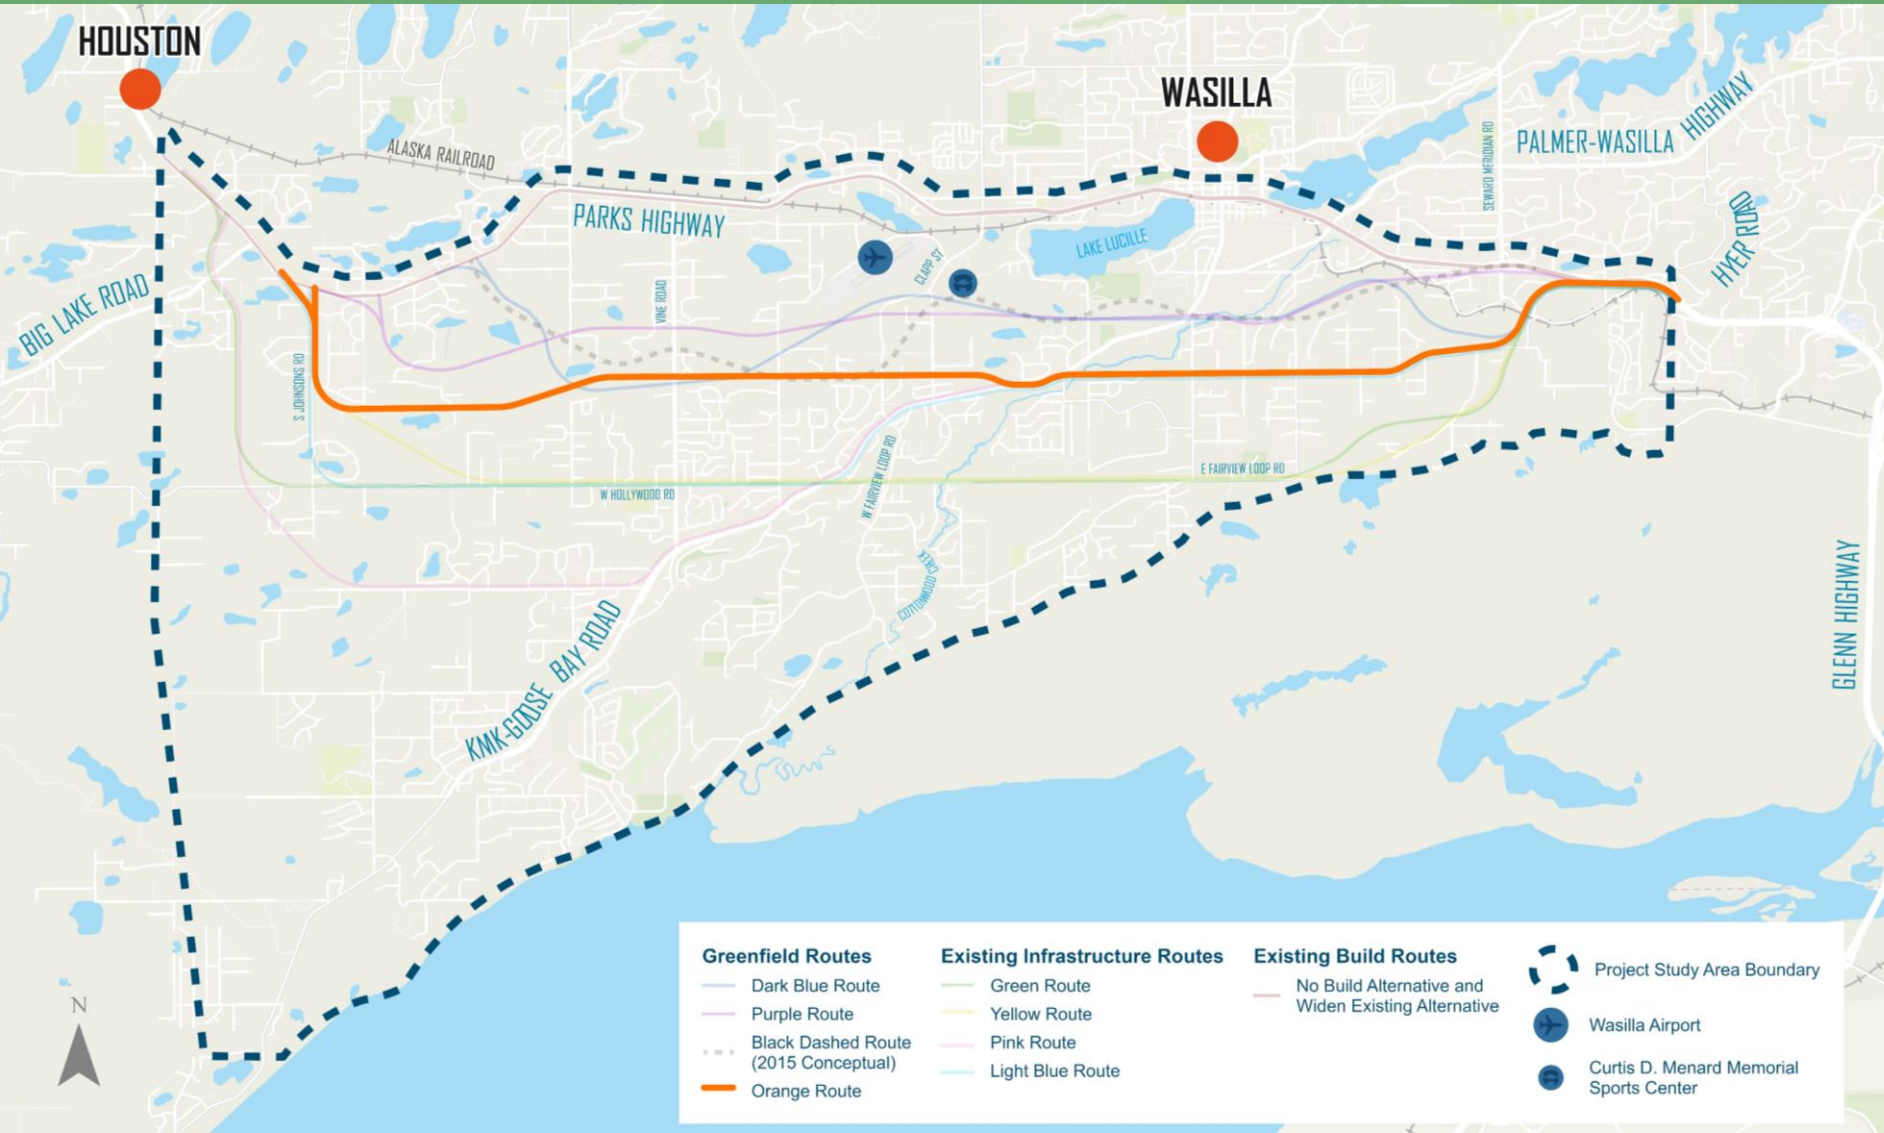 HOUSTON
WASILLA
ALASKA RAILROAD
PARKS HIGHWAY
PALMER-WASILLA HIGHWAY
SEWARD MERIDIAN RD
HYER ROAD
BIG LAKE ROAD
LAKE LUCILLE
CLAPP ST
VINE ROAD
S JOHNSONS RD
W FAIRVIEW LOOP RD
E FAIRVIEW LOOP RD
W HOLLYWOOD RD
COTTONWOOD CREEK
KMK-GOOSE BAY ROAD
GLENN HIGHWAY
N
Greenfield Routes
Dark Blue Route
Purple Route
Black Dashed Route
(2015 Conceptual)
Orange Route
Existing Infrastructure Routes
Green Route
Yellow Route
Pink Route
Light Blue Route
Existing Build Routes
No Build Alternative and
Widen Existing Alternative
Project Study Area Boundary
Wasilla Airport
Curtis D. Menard Memorial
Sports Center